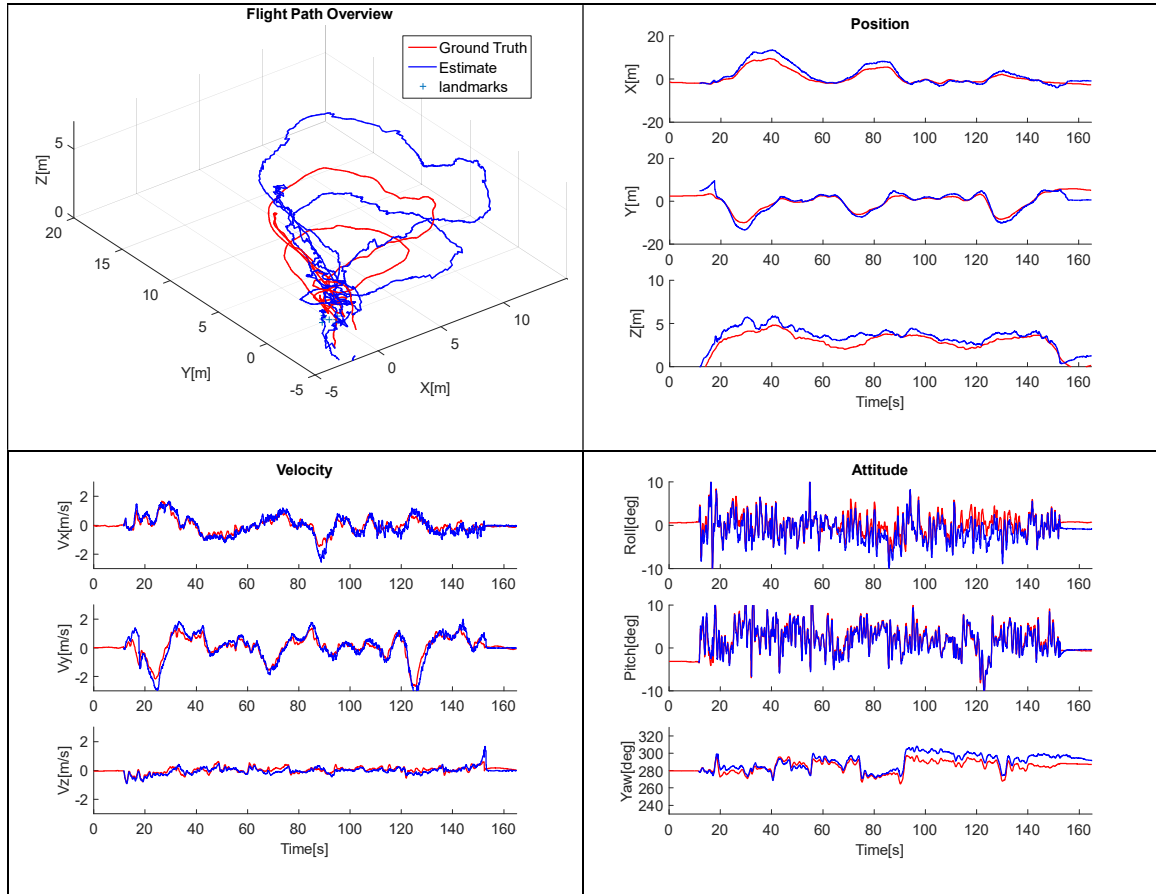 Flight Path Overview
Ground Truth
Estimate
landmarks
Z[m]
5
0
20
15
10
5
0
-5
Y[m]
-5
0
5
10
X[m]
Position
X[m]
20
0
-20
0 20 40 60 80 100 120 140 160
Y[m]
20
0
-20
0 20 40 60 80 100 120 140 160
Z[m]
10
5
0
0 20 40 60 80 100 120 140 160
Time[s]
Velocity
Vx[m/s]
2
0
-2
0 20 40 60 80 100 120 140 160
Vy[m/s]
2
0
-2
0 20 40 60 80 100 120 140 160
Vz[m/s]
2
0
-2
0 20 40 60 80 100 120 140 160
Time[s]
Attitude
Roll[deg]
10
0
-10
0 20 40 60 80 100 120 140 160
Pitch[deg]
10
0
-10
0 20 40 60 80 100 120 140 160
Yaw[deg]
320
300
280
260
240
0 20 40 60 80 100 120 140 160
Time[s]